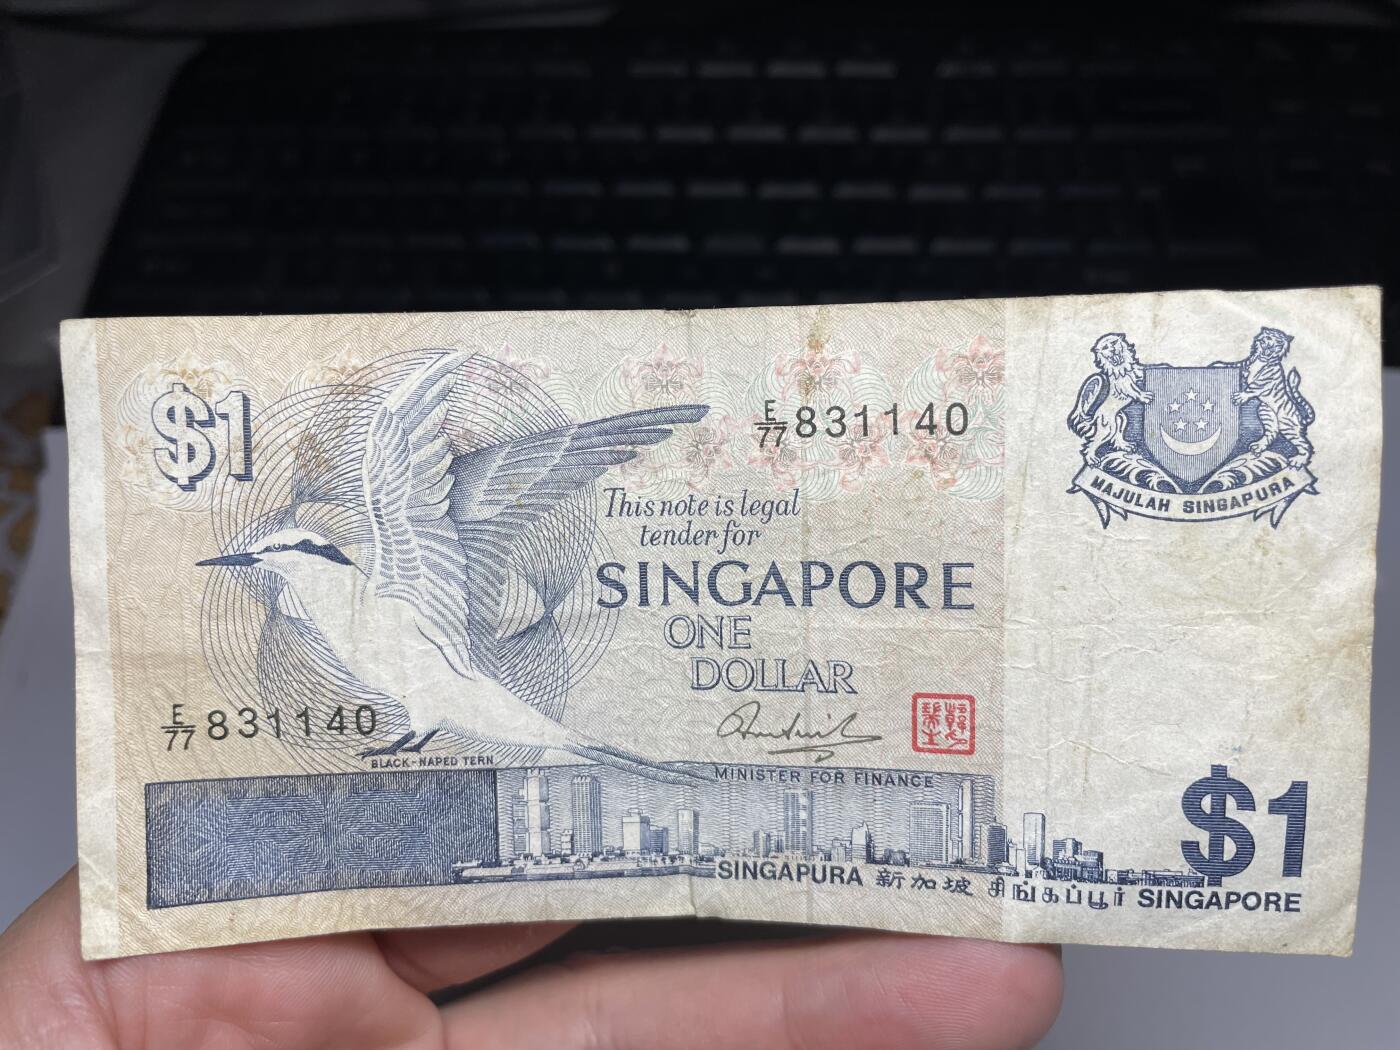 $1
E/77 831140
MAJULAH SINGAPURA
This note is legal
tender for
SINGAPORE
ONE
DOLLAR
E/77 831140
BLACK-NAPED TERN
MINISTER FOR FINANCE
$1
SINGAPURA 新加坡 சிங்கப்பூர் SINGAPORE